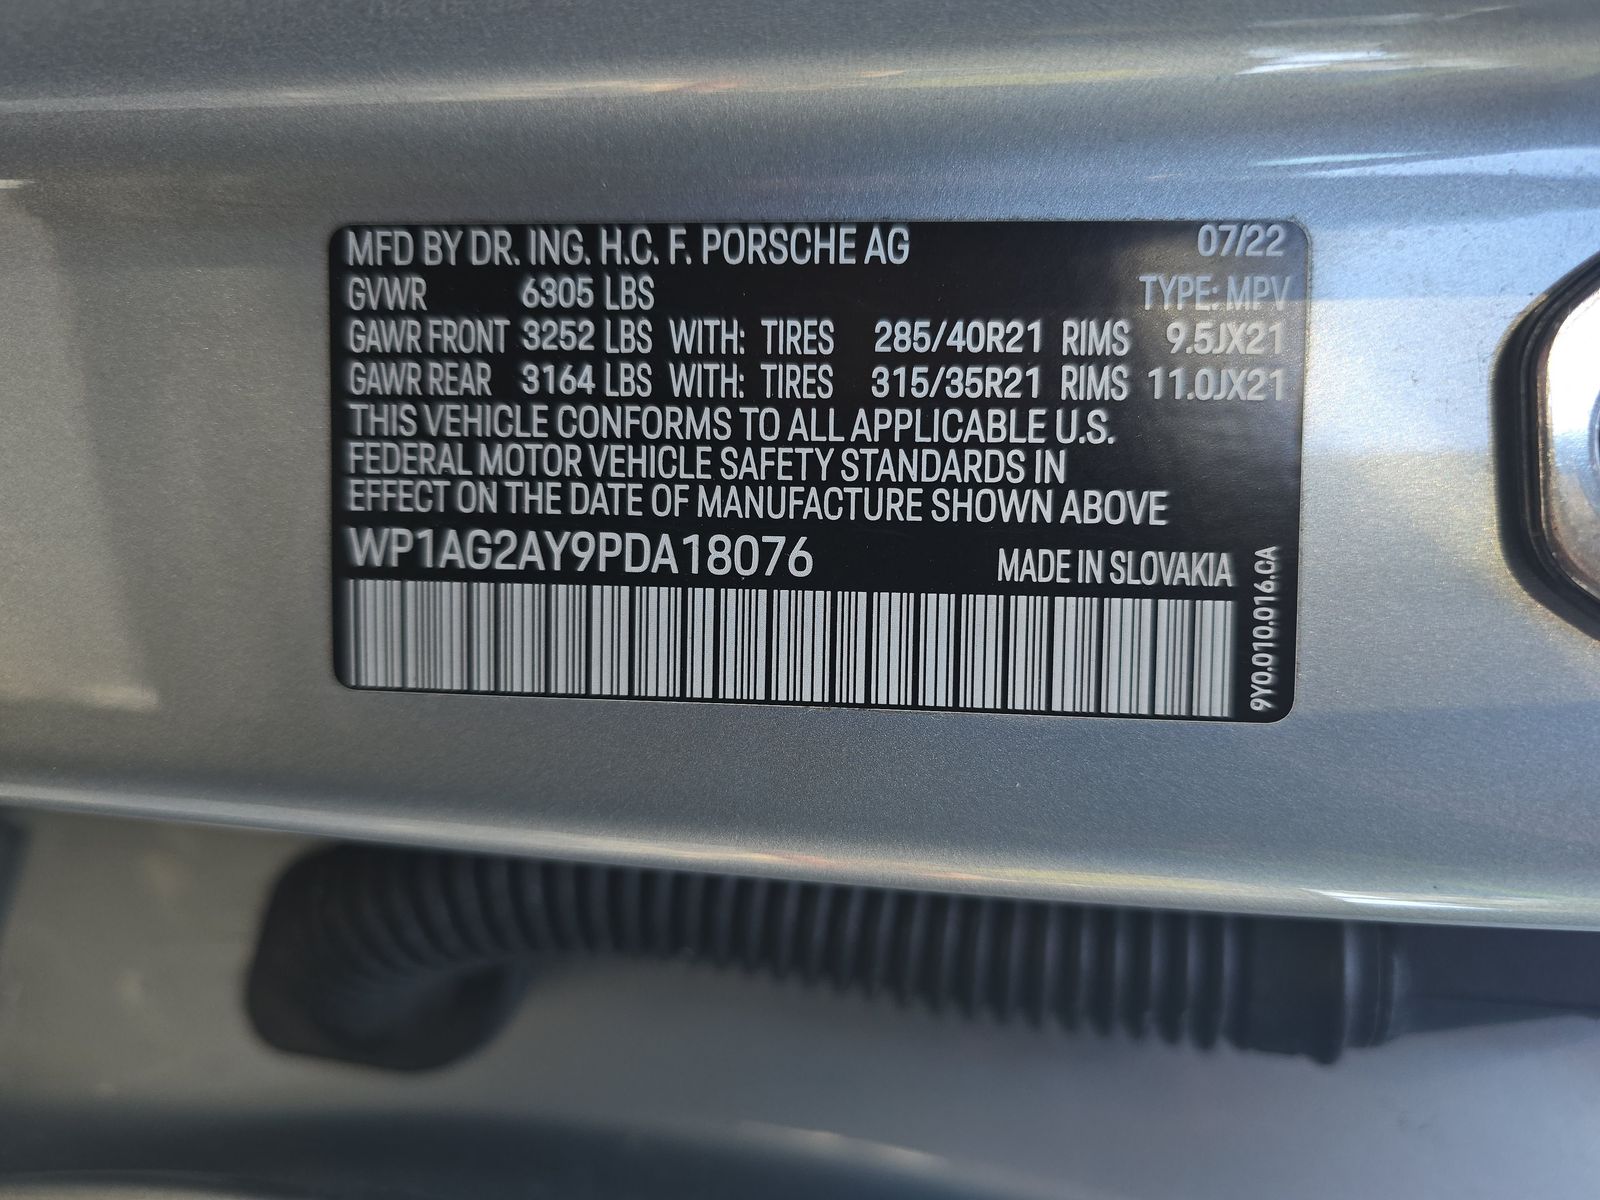 MFD BY DR. ING. H.C. F. PORSCHE AG 07/22
GVWR 6305 LBS TYPE: MPV
GAWR FRONT 3252 LBS WITH: TIRES 285/40R21 RIMS 9.5JX21
GAWR REAR 3164 LBS WITH: TIRES 315/35R21 RIMS 11.0JX21
THIS VEHICLE CONFORMS TO ALL APPLICABLE U.S.
FEDERAL MOTOR VEHICLE SAFETY STANDARDS IN
EFFECT ON THE DATE OF MANUFACTURE SHOWN ABOVE
WP1AG2AY9PDA18076 MADE IN SLOVAKIA
9Y0.010.016.CA